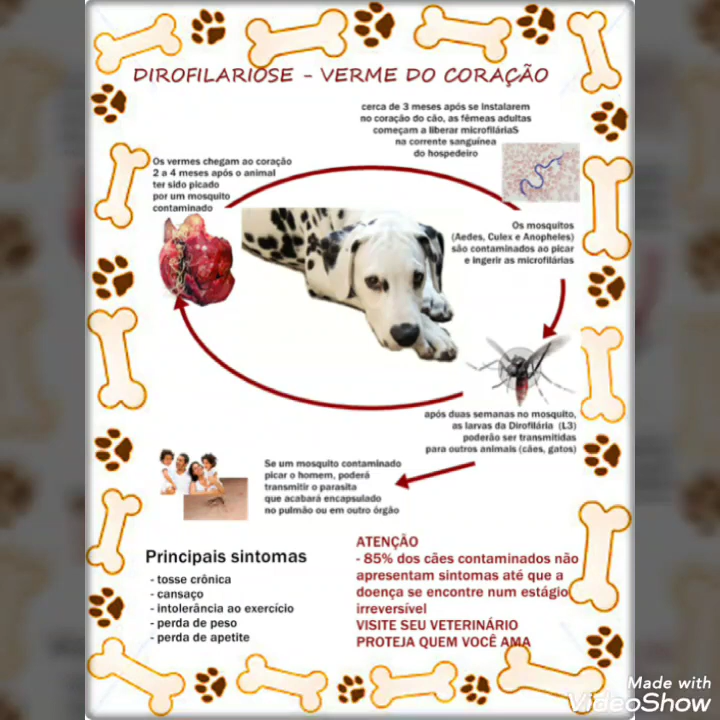 DIROFILARIOSE - VERME DO CORAÇÃO
cerca de 3 meses após se instalarem
no coração do cão, as fêmeas adultas
começam a liberar microfiláriaS
na corrente sanguínea
do hospedeiro
Os vermes chegam ao coração
2 a 4 meses após o animal
ter sido picado
por um mosquito
contaminado
Os mosquitos
(Aedes, Culex e Anopheles)
são contaminados ao picar
e ingerir as microfilárias
após duas semanas no mosquito,
as larvas da Dirofilária (L3)
poderão ser transmitidas
para outros animais (cães, gatos)
Se um mosquito contaminado
picar o homem, poderá
transmitir o parasita
que acabará encapsulado
no pulmão ou em outro órgão
Principais sintomas
- tosse crônica
- cansaço
- intolerância ao exercício
- perda de peso
- perda de apetite
ATENÇÃO
- 85% dos cães contaminados não
apresentam sintomas até que a
doença se encontre num estágio
irreversível
VISITE SEU VETERINÁRIO
PROTEJA QUEM VOCÊ AMA
Made with
VideoShow